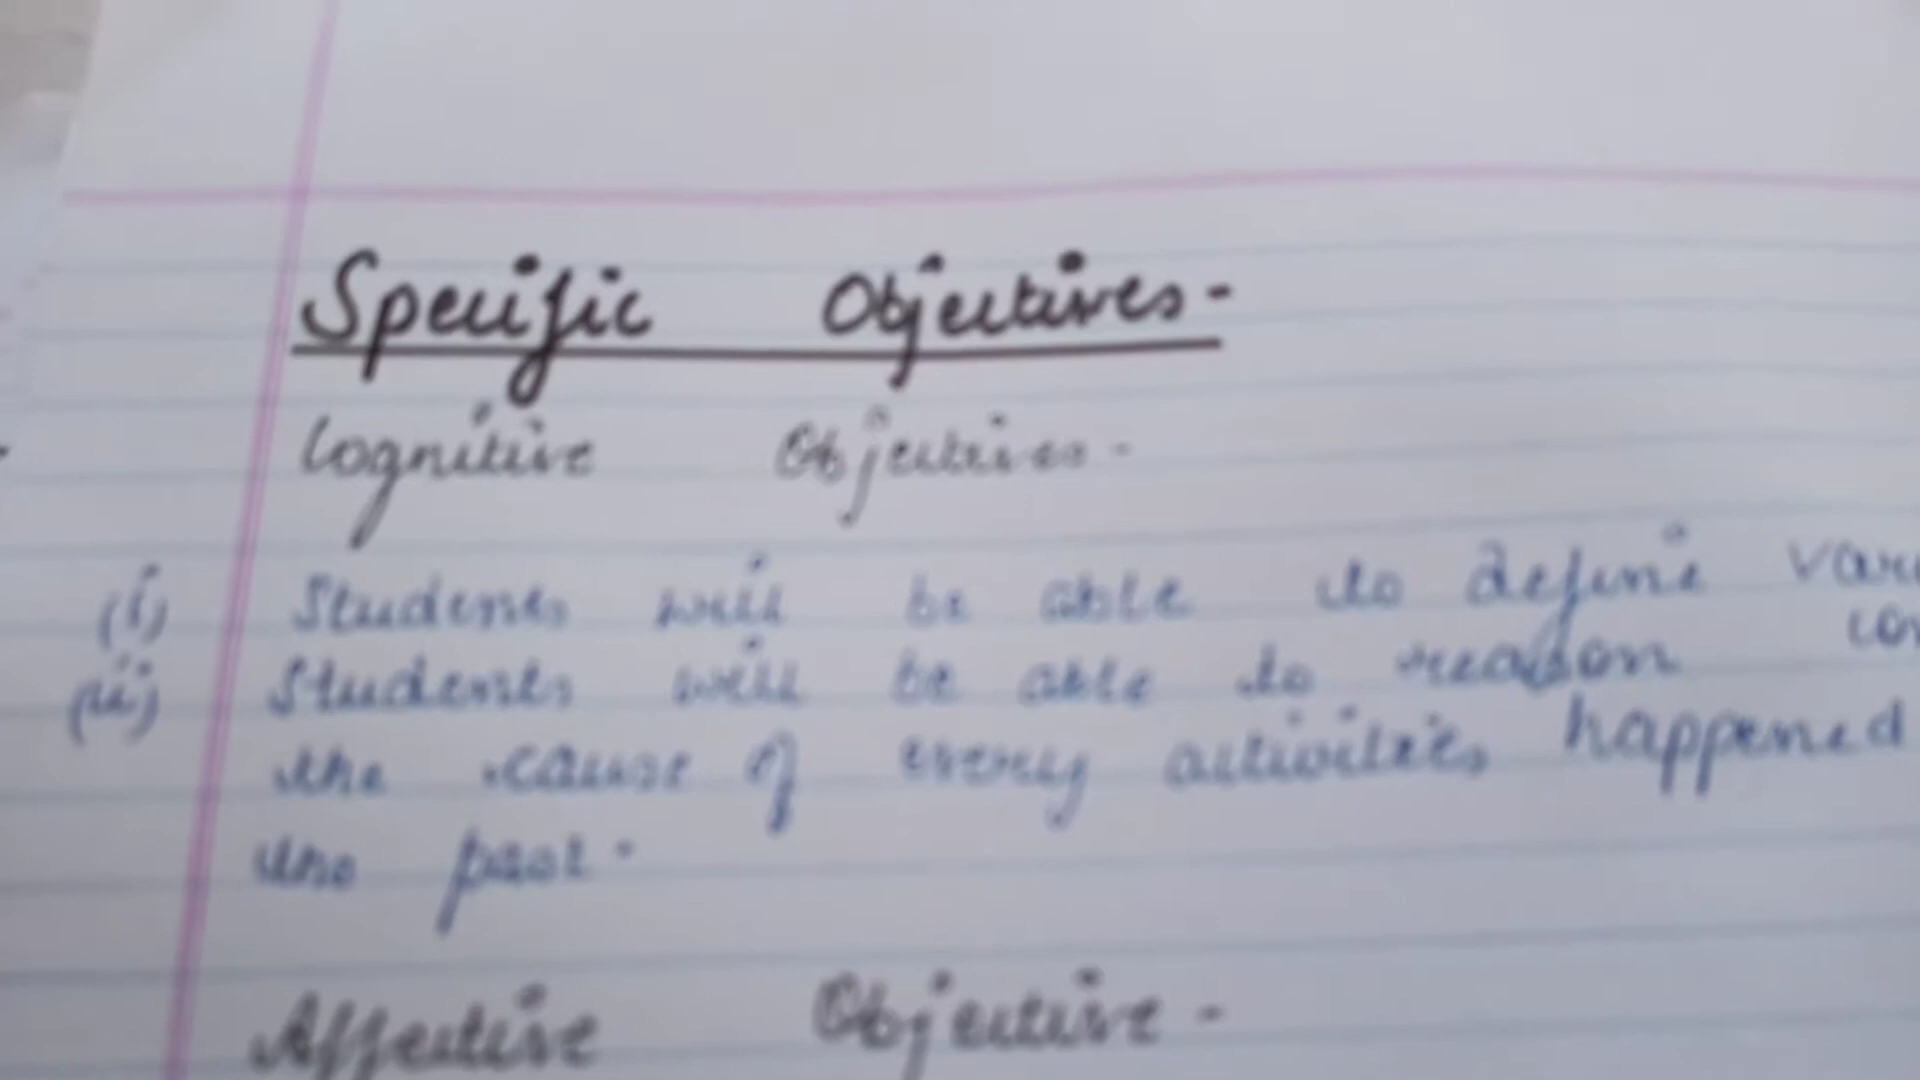 Specific Objectives-
Cognitive Objectives-
(i) Students will be able to define
(ii) Students will be able to reason
the cause of every activities happened
the past.
Affective Objective-